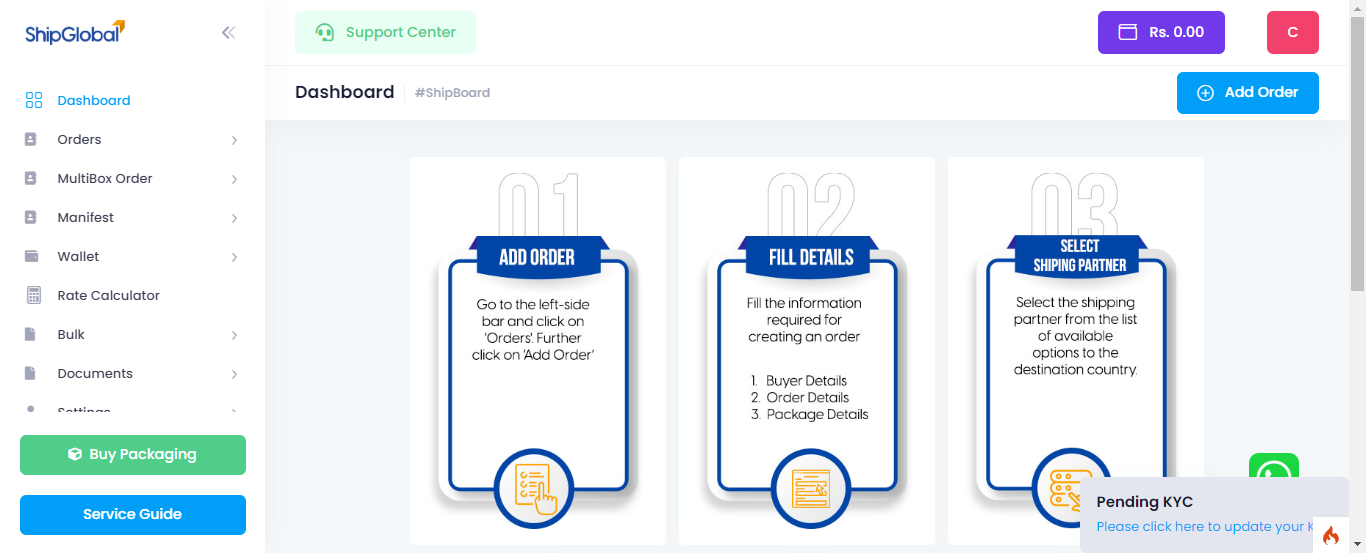 ShipGlobal
Support Center
Rs. 0.00
C
Dashboard
#ShipBoard
Add Order
Dashboard
Orders
MultiBox Order
Manifest
Wallet
Rate Calculator
Bulk
Documents
Settings
Buy Packaging
Service Guide
01
ADD ORDER
Go to the left-side
bar and click on
'Orders'. Further
click on 'Add Order'
02
FILL DETAILS
Fill the information
required for
creating an order
1. Buyer Details
2. Order Details
3. Package Details
03
SELECT
SHIPING PARTNER
Select the shipping
partner from the list
of available
options to the
destination country.
Pending KYC
Please click here to update your